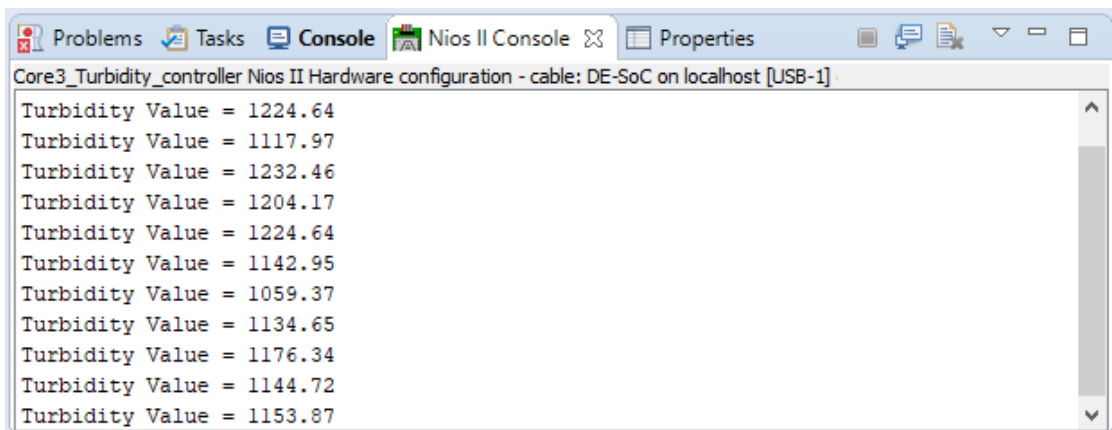 Problems Tasks Console Nios II Console Properties
Core3_Turbidity_controller Nios II Hardware configuration - cable: DE-SoC on localhost [USB-1]
Turbidity Value = 1224.64
Turbidity Value = 1117.97
Turbidity Value = 1232.46
Turbidity Value = 1204.17
Turbidity Value = 1224.64
Turbidity Value = 1142.95
Turbidity Value = 1059.37
Turbidity Value = 1134.65
Turbidity Value = 1176.34
Turbidity Value = 1144.72
Turbidity Value = 1153.87